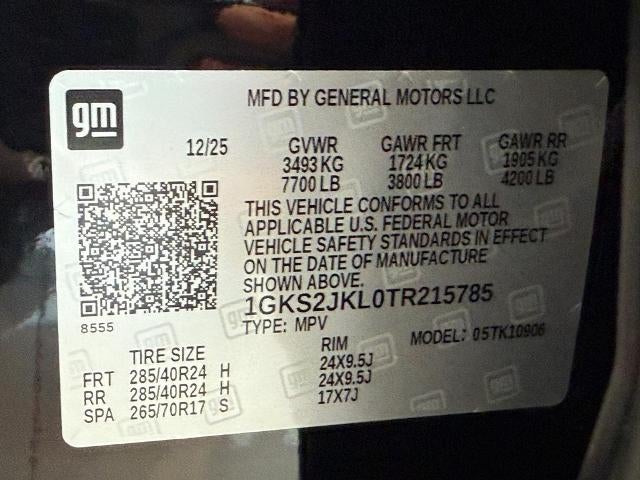 gm
MFD BY GENERAL MOTORS LLC
12/25 GVWR GAWR FRT GAWR RR
3493 KG 1724 KG 1905 KG
7700 LB 3800 LB 4200 LB
THIS VEHICLE CONFORMS TO ALL
APPLICABLE U.S. FEDERAL MOTOR
VEHICLE SAFETY STANDARDS IN EFFECT
ON THE DATE OF MANUFACTURE
SHOWN ABOVE.
1GKS2JKL0TR215785
8555
TYPE: MPV MODEL: 05TK10906
TIRE SIZE RIM
FRT 285/40R24 H 24X9.5J
RR 285/40R24 H 24X9.5J
SPA 265/70R17 S 17X7J